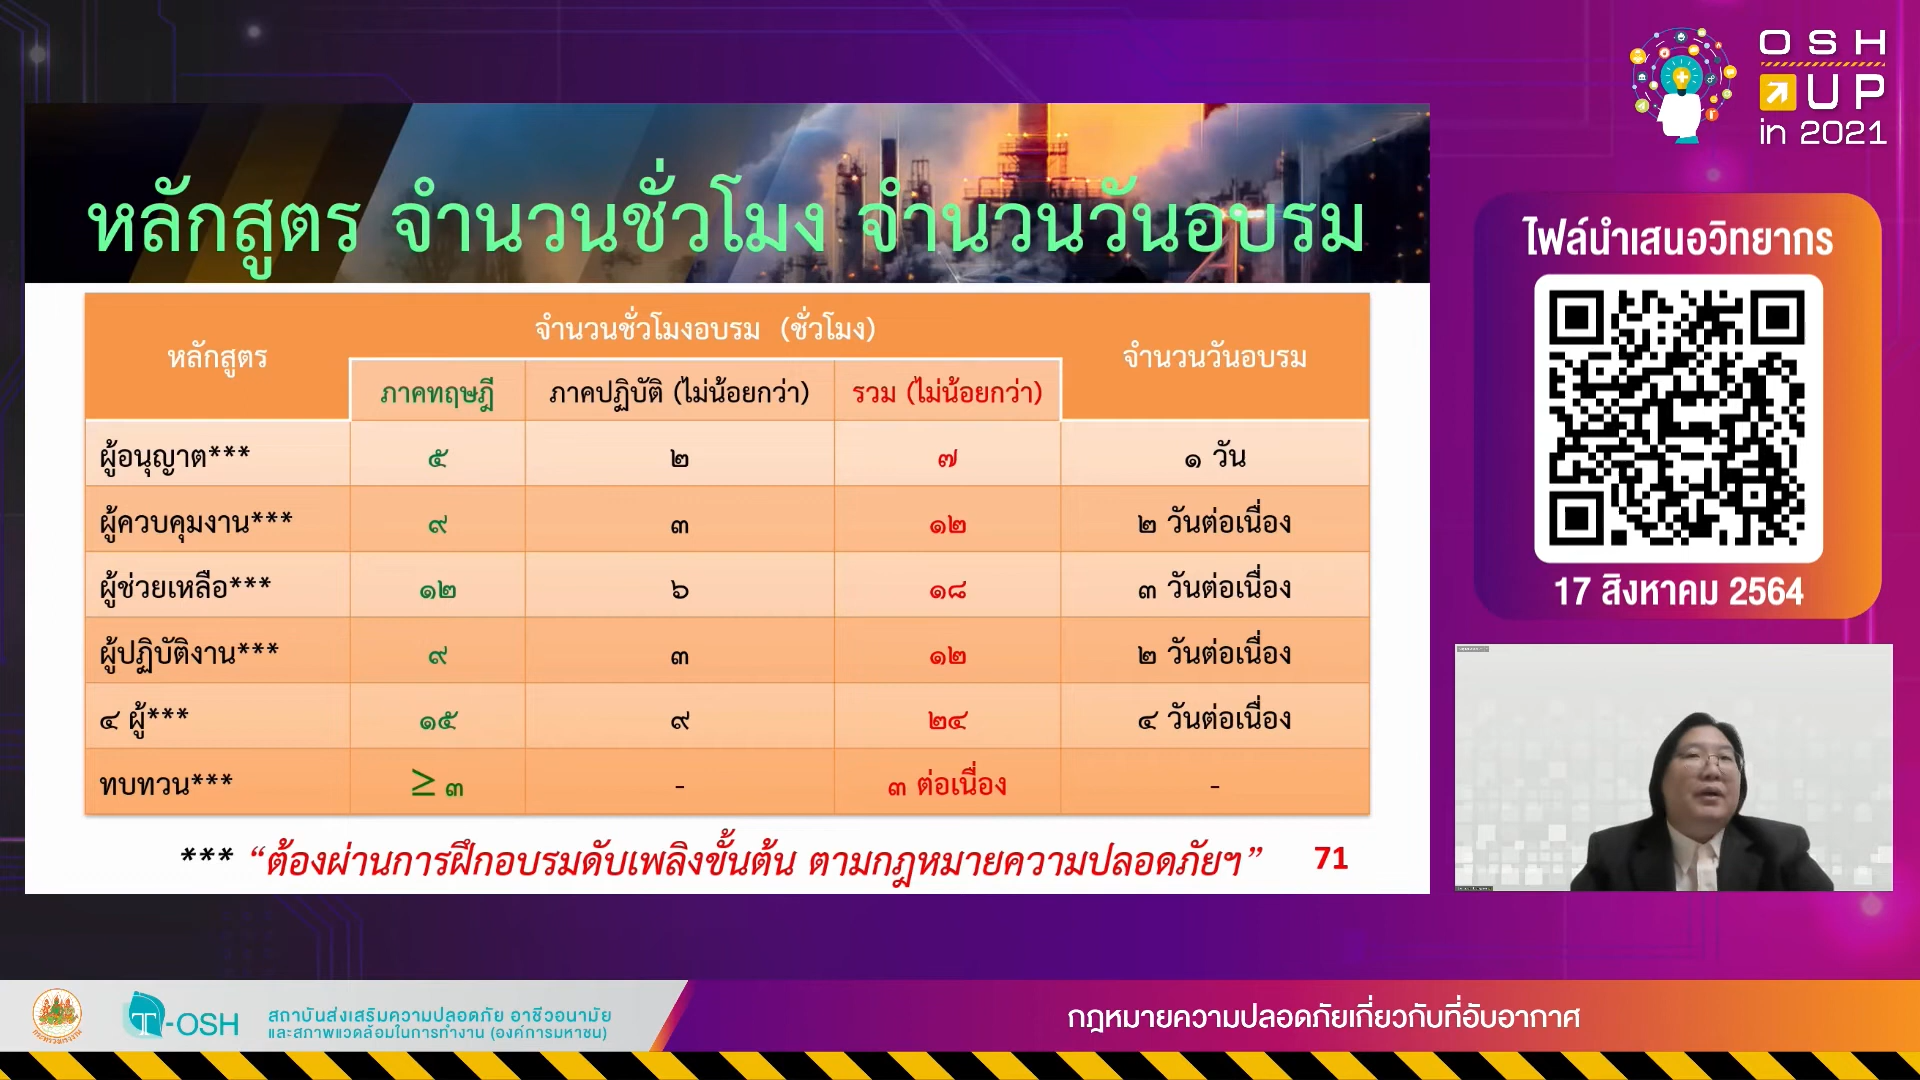 OSH
UP
in 2021
หลักสูตร จำนวนชั่วโมง จำนวนวันอบรม
หลักสูตร
จำนวนชั่วโมงอบรม (ชั่วโมง)
จำนวนวันอบรม
ภาคทฤษฎี
ภาคปฏิบัติ (ไม่น้อยกว่า)
รวม (ไม่น้อยกว่า)
ผู้อนุญาต*** ๕ ๒ ๗ ๑ วัน
ผู้ควบคุมงาน*** ๙ ๓ ๑๒ ๒ วันต่อเนื่อง
ผู้ช่วยเหลือ*** ๑๒ ๖ ๑๘ ๓ วันต่อเนื่อง
ผู้ปฏิบัติงาน*** ๙ ๓ ๑๒ ๒ วันต่อเนื่อง
๔ ผู้*** ๑๕ ๙ ๒๔ ๔ วันต่อเนื่อง
ทบทวน*** ≥ ๓ - ๓ ต่อเนื่อง -
*** “ต้องผ่านการฝึกอบรมดับเพลิงขั้นต้น ตามกฎหมายความปลอดภัยฯ” 71
ไฟล์นำเสนอวิทยากร
17 สิงหาคม 2564
กระทรวงแรงงาน
T-OSH
สถาบันส่งเสริมความปลอดภัย อาชีวอนามัย
และสภาพแวดล้อมในการทำงาน (องค์การมหาชน)
กฎหมายความปลอดภัยเกี่ยวกับที่อับอากาศ